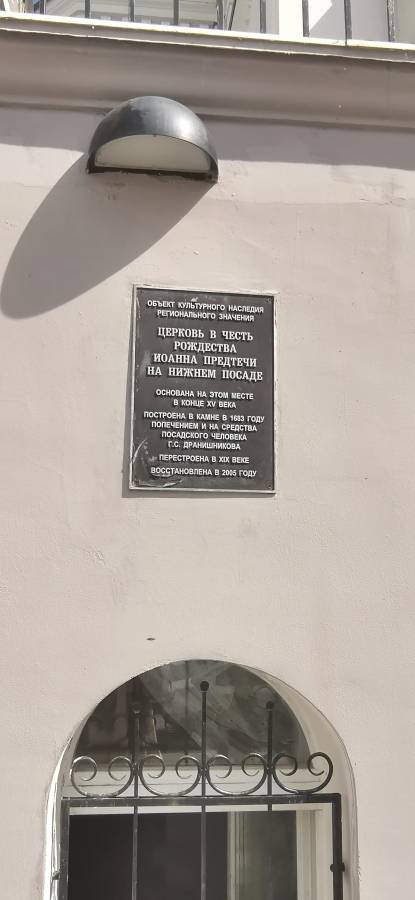 ОБЪЕКТ КУЛЬТУРНОГО НАСЛЕДИЯ
РЕГИОНАЛЬНОГО ЗНАЧЕНИЯ
ЦЕРКОВЬ В ЧЕСТЬ
РОЖДЕСТВА
ИОАННА ПРЕДТЕЧИ
НА НИЖНЕМ ПОСАДЕ
ОСНОВАНА НА ЭТОМ МЕСТЕ
В КОНЦЕ XV ВЕКА
ПОСТРОЕНА В КАМНЕ В 1683 ГОДУ
ПОПЕЧЕНИЕМ И НА СРЕДСТВА
ПОСАДСКОГО ЧЕЛОВЕКА
Г.С. ДРАНИШНИКОВА
ПЕРЕСТРОЕНА В XIX ВЕКЕ
ВОССТАНОВЛЕНА В 2005 ГОДУ